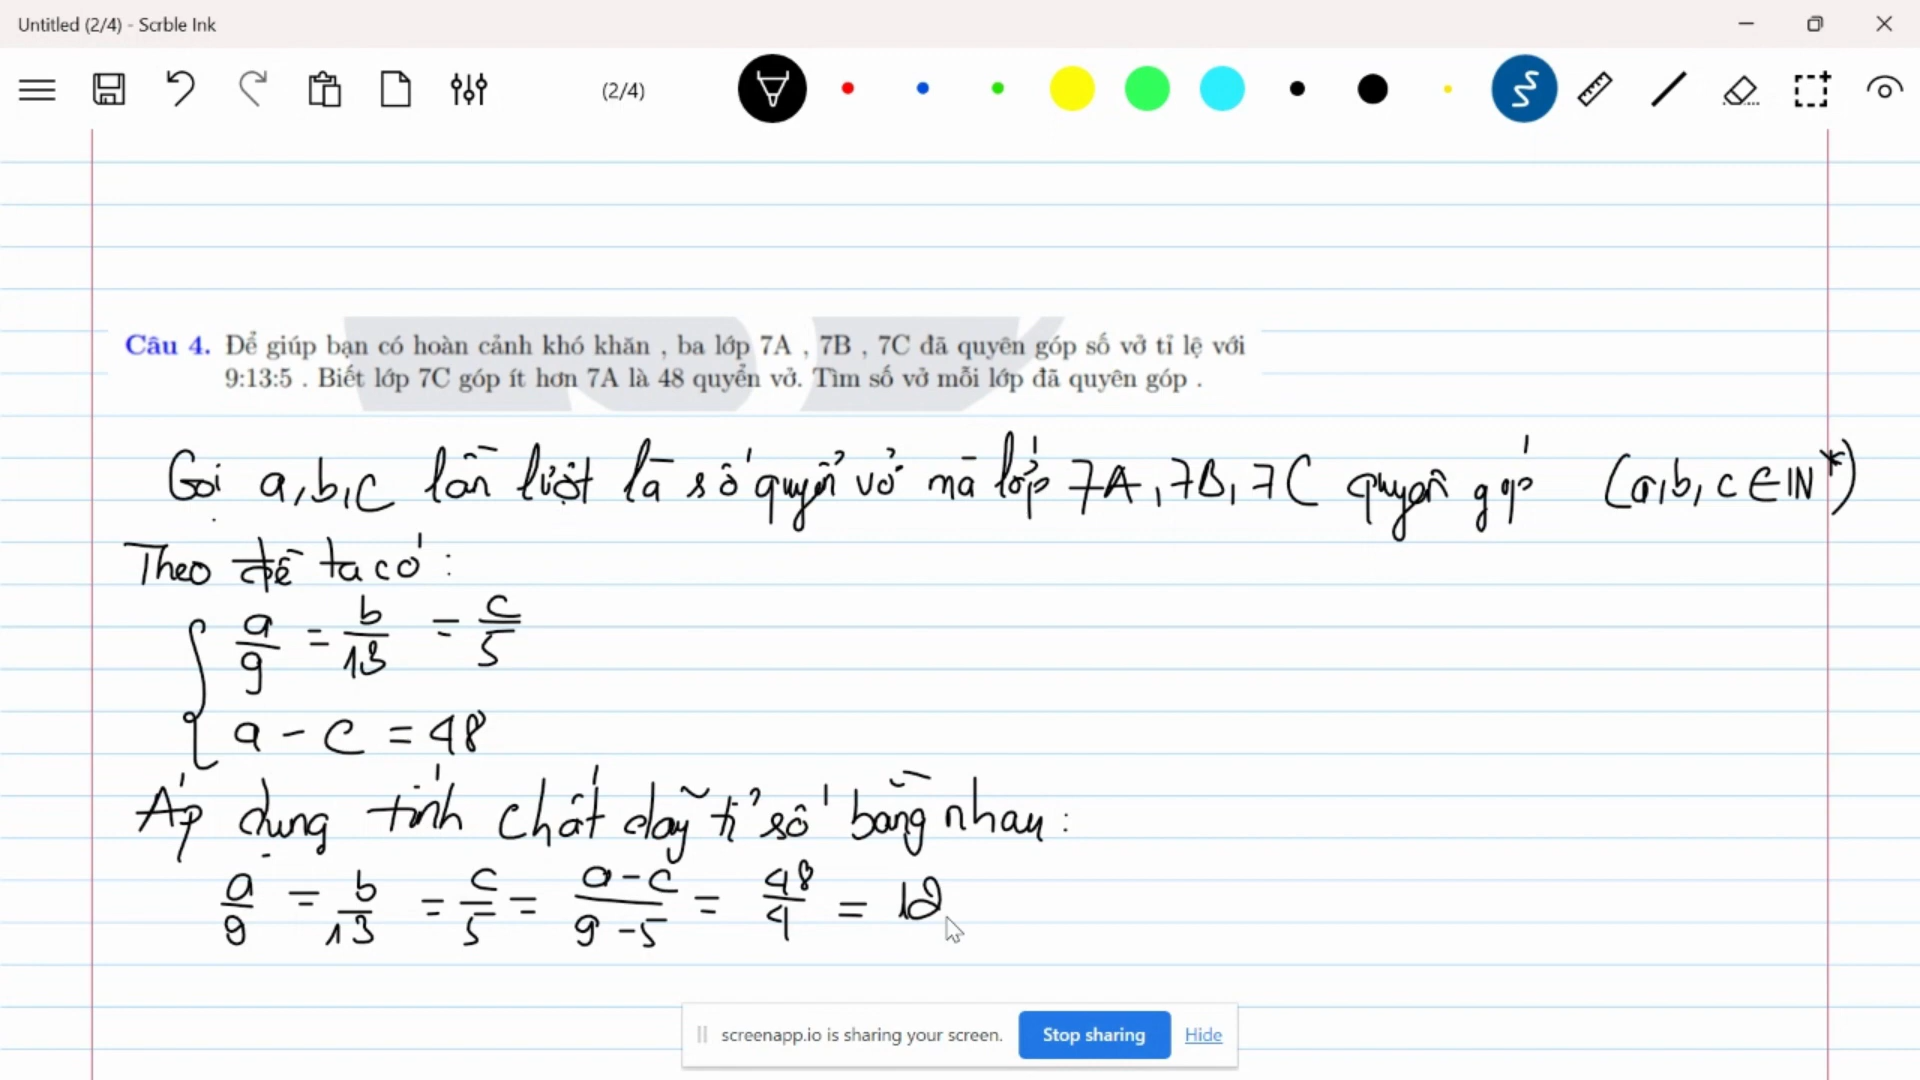 Untitled (2/4) - Scrble Ink
(2/4)
Câu 4. Để giúp bạn có hoàn cảnh khó khăn , ba lớp 7A , 7B , 7C đã quyên góp số vở tỉ lệ với
9:13:5 . Biết lớp 7C góp ít hơn 7A là 48 quyển vở. Tìm số vở mỗi lớp đã quyên góp .
Gọi a,b,c lần lượt là số quyển vở mà lớp 7A, 7B, 7C quyên góp (a,b,c ∈ IN*)
Theo đề ta có :
a/9 = b/13 = c/5
a - c = 48
Áp dụng tính chất dãy tỉ số bằng nhau :
a/9 = b/13 = c/5 = (a-c)/(9-5) = 48/4 = 12
screenapp.io is sharing your screen. Stop sharing Hide